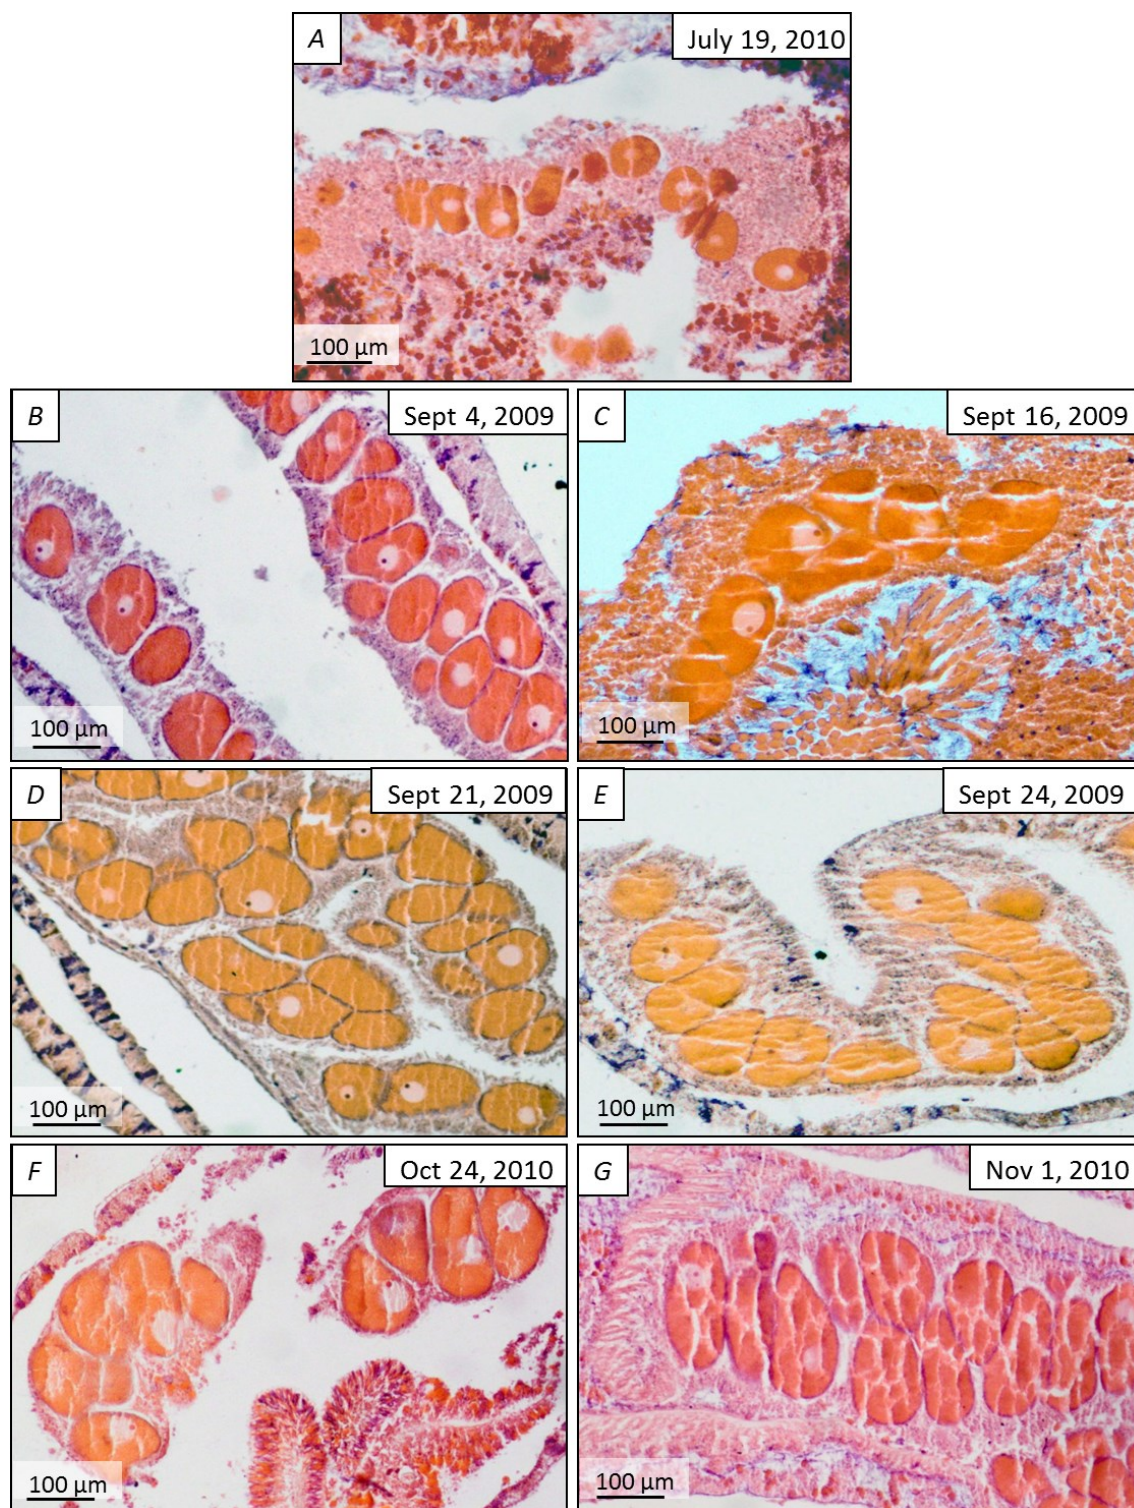 A
July 19, 2010
100 µm
B
Sept 4, 2009
100 µm
C
Sept 16, 2009
100 µm
D
Sept 21, 2009
100 µm
E
Sept 24, 2009
100 µm
F
Oct 24, 2010
100 µm
G
Nov 1, 2010
100 µm